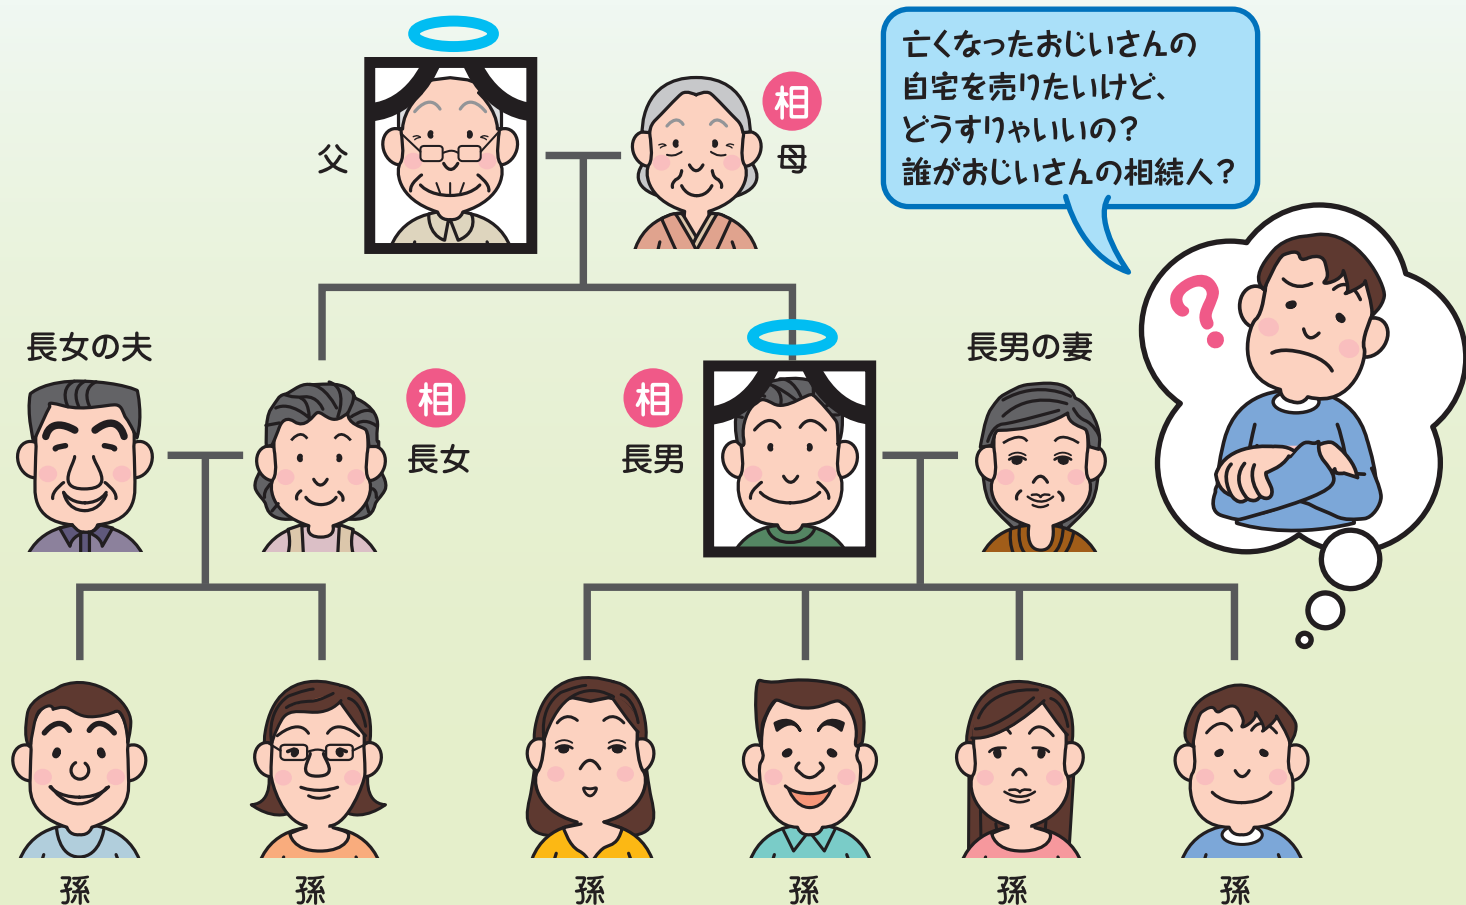 亡くなったおじいさんの
自宅を売りたいけど、
どうすりゃいいの？
誰がおじいさんの相続人？
父
相
母
？
長女の夫
相
長女
相
長男
長男の妻
孫
孫
孫
孫
孫
孫